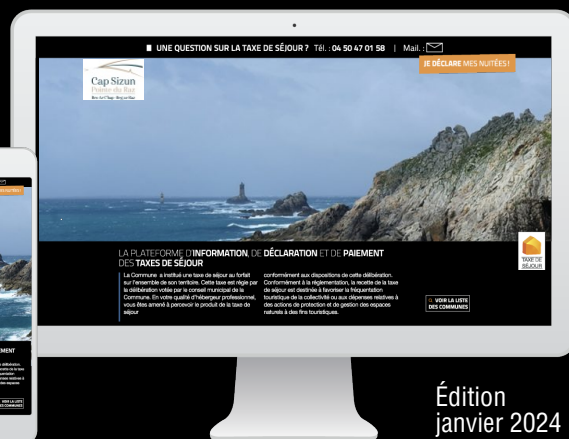 UNE QUESTION SUR LA TAXE DE SÉJOUR ? Tél. : 04 50 47 01 58 | Mail. :
JE DÉCLARE MES NUITÉES !
Cap Sizun
Pointe du Raz
LA PLATEFORME D'INFORMATION, DE DÉCLARATION ET DE PAIEMENT
DES TAXES DE SÉJOUR
La Commune a institué une taxe de séjour au forfait
sur l'ensemble de son territoire. Cette taxe est régie par
la délibération votée par le conseil municipal de la
Commune. En votre qualité d'hébergeur professionnel,
vous êtes amené à percevoir le produit de la taxe de
séjour
conformément aux dispositions de cette délibération.
Conformément à la réglementation, la recette de la taxe
de séjour est destinée à favoriser la fréquentation
touristique de la collectivité ou aux dépenses relatives à
des actions de protection et de gestion des espaces
naturels à des fins touristiques.
TAXE DE
SÉJOUR
VOIR LA LISTE
DES COMMUNES
EMENT
VOIR LA LISTE
DES COMMUNES
Édition
janvier 2024